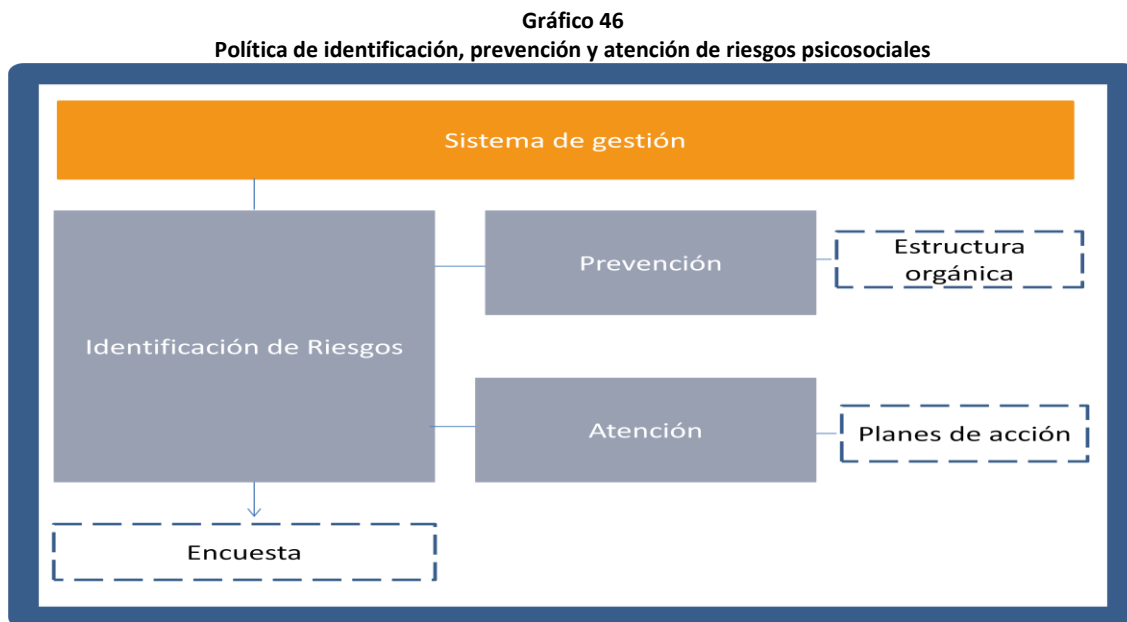 Gráfico 46
Política de identificación, prevención y atención de riesgos psicosociales
Sistema de gestión
Identificación de Riesgos
Prevención
Estructura
orgánica
Atención
Planes de acción
Encuesta